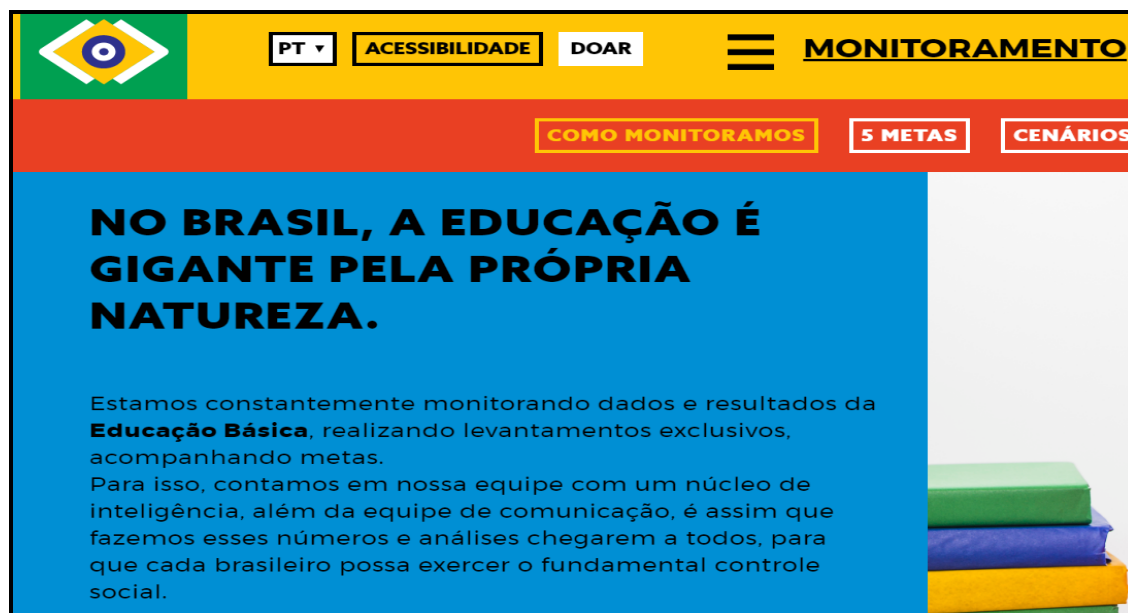 PT ▼ ACESSIBILIDADE DOAR MONITORAMENTO
COMO MONITORAMOS 5 METAS CENÁRIOS
NO BRASIL, A EDUCAÇÃO É
GIGANTE PELA PRÓPRIA
NATUREZA.
Estamos constantemente monitorando dados e resultados da
Educação Básica, realizando levantamentos exclusivos,
acompanhando metas.
Para isso, contamos em nossa equipe com um núcleo de
inteligência, além da equipe de comunicação, é assim que
fazemos esses números e análises chegarem a todos, para
que cada brasileiro possa exercer o fundamental controle
social.